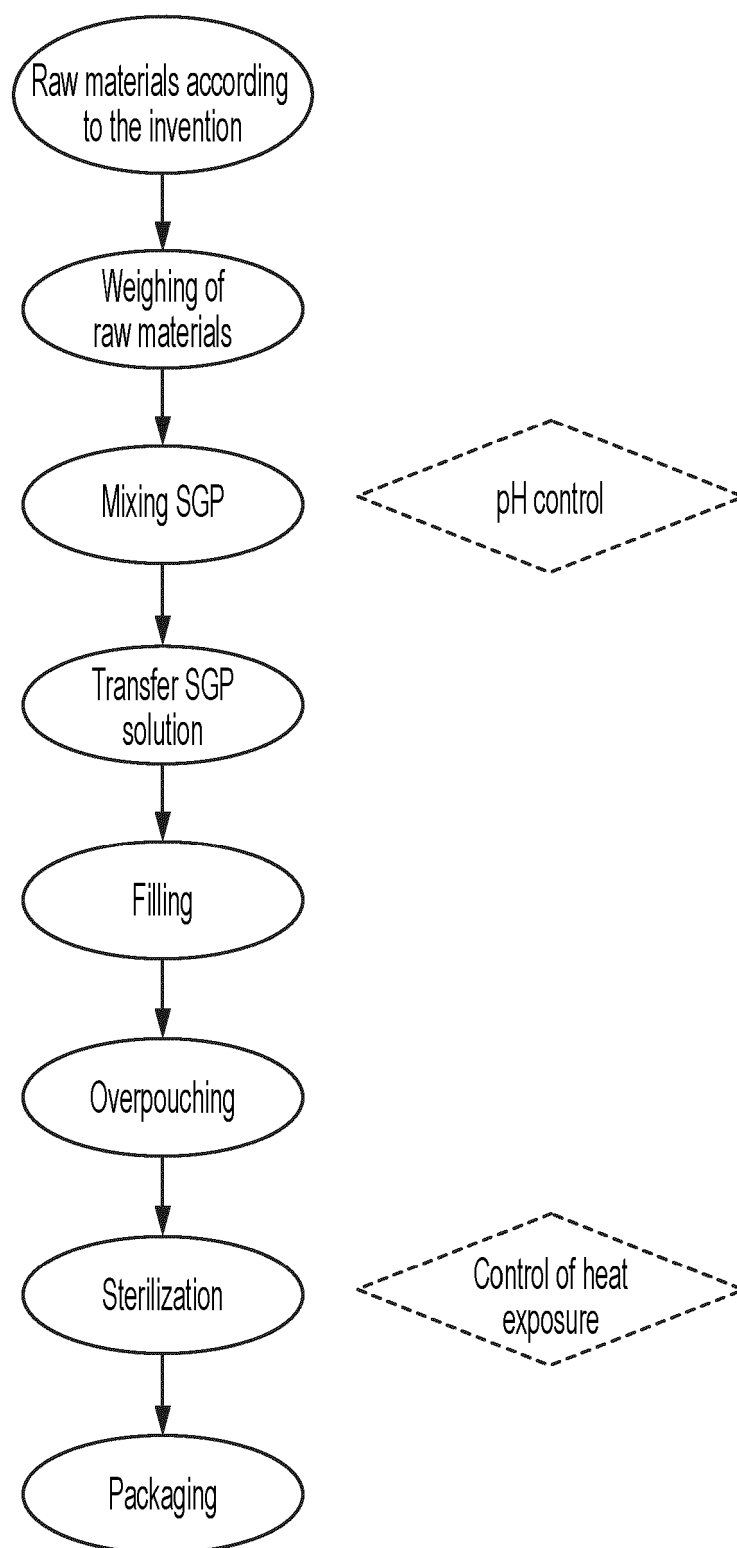 Raw materials according
to the invention
Weighing of
raw materials
Mixing SGP
pH control
Transfer SGP
solution
Filling
Overpouching
Sterilization
Control of heat
exposure
Packaging